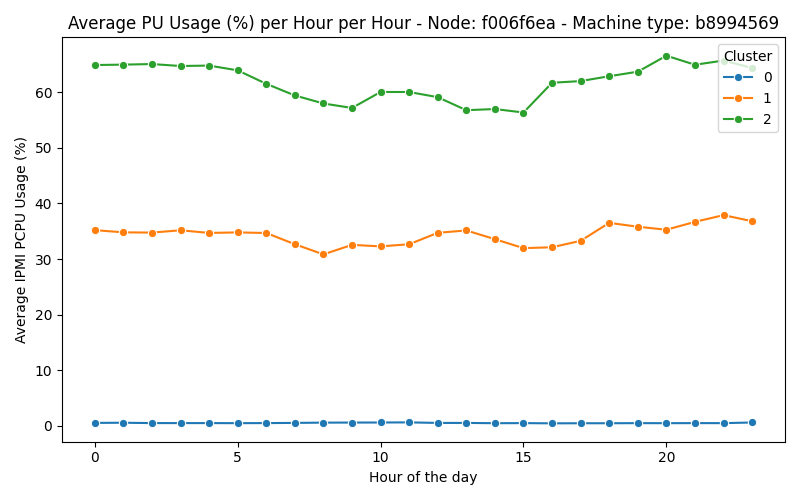 Average PU Usage (%) per Hour per Hour - Node: f006f6ea - Machine type: b8994569
Cluster
0
1
2
Average IPMI PCPU Usage (%)
60
50
40
30
20
10
0
0 5 10 15 20
Hour of the day